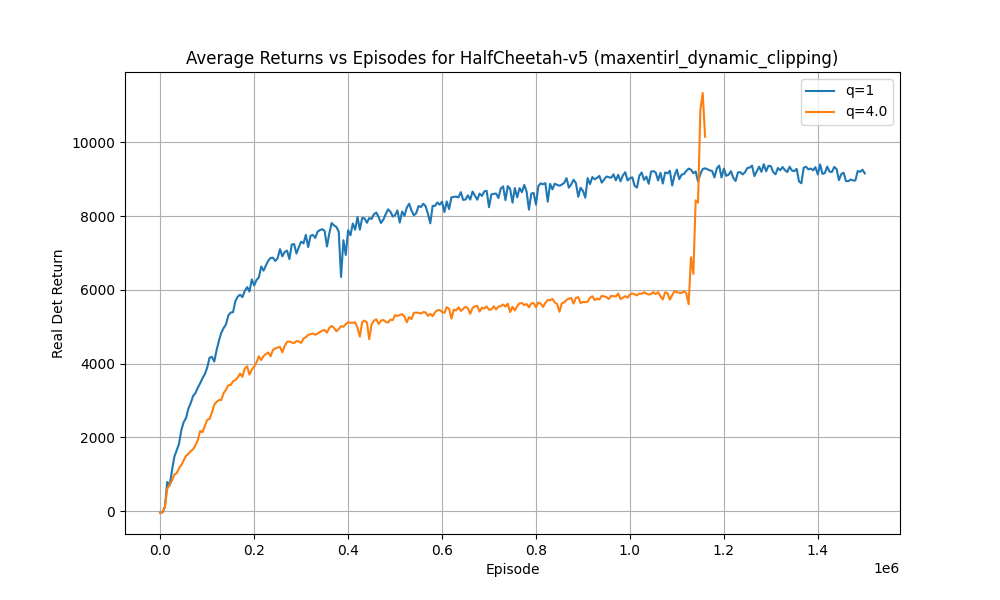 Average Returns vs Episodes for HalfCheetah-v5 (maxentirl_dynamic_clipping)
q=1
q=4.0
Real Det Return
10000
8000
6000
4000
2000
0
0.0 0.2 0.4 0.6 0.8 1.0 1.2 1.4
Episode
1e6